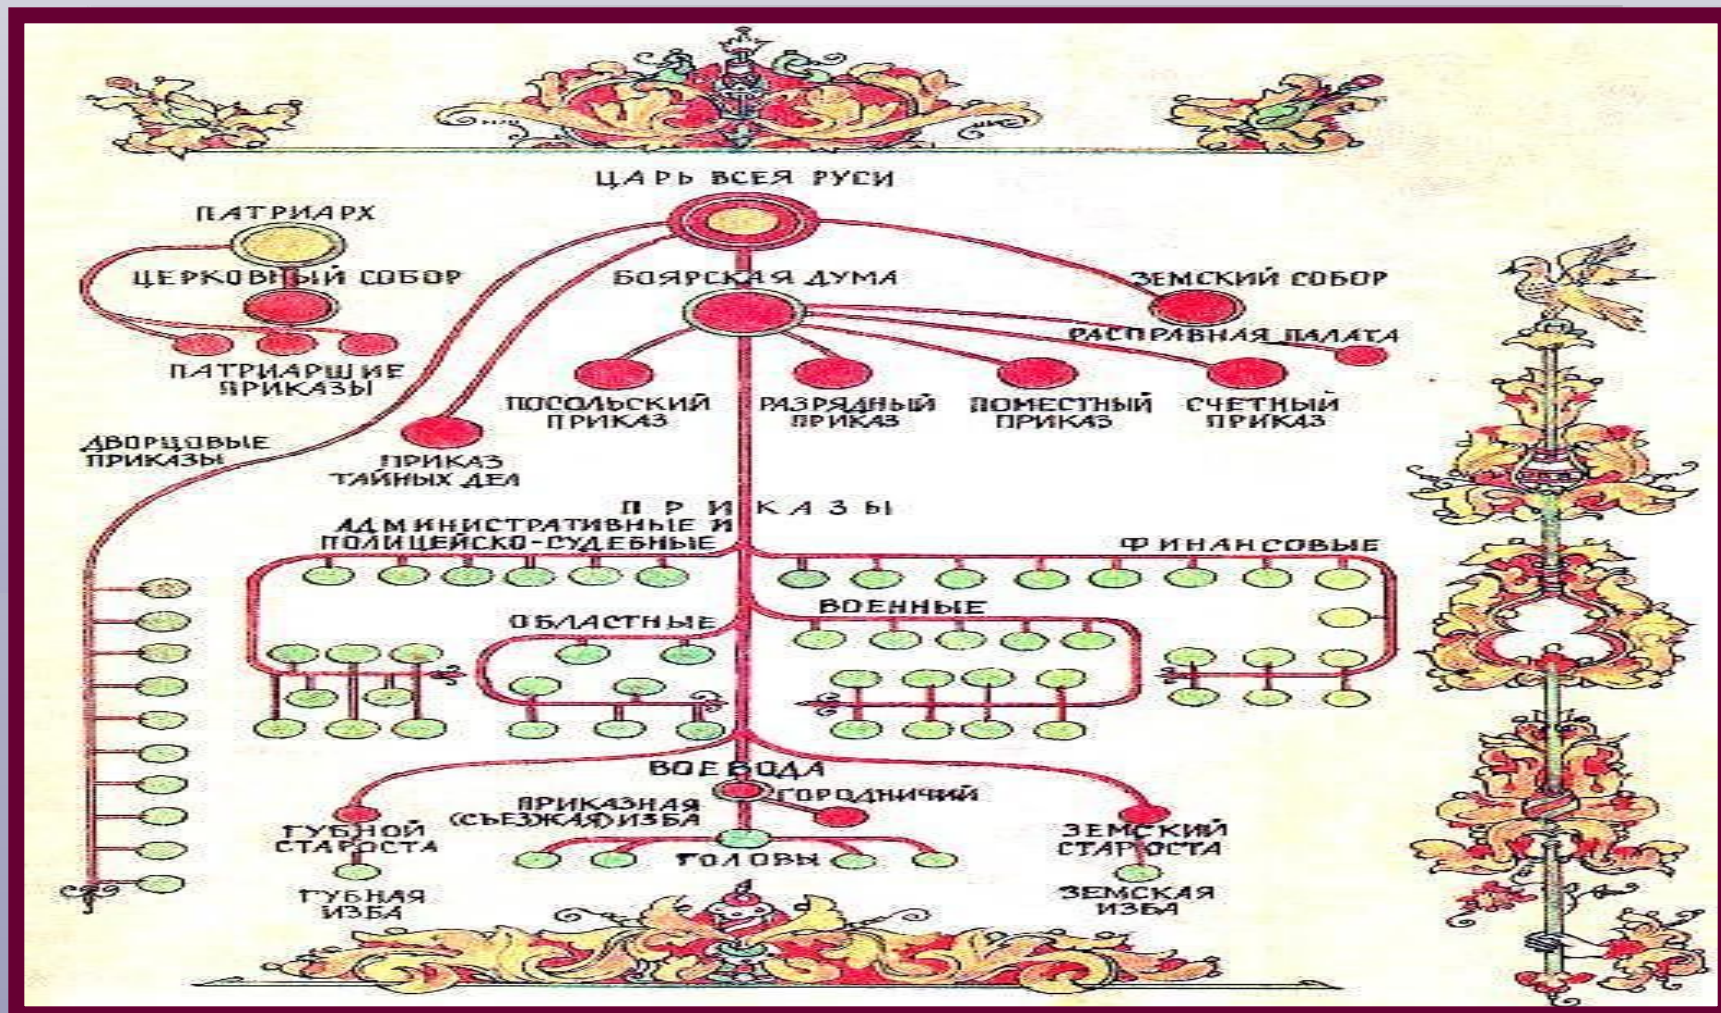 ЦАРЬ ВСЕЯ РУСИ
ПАТРИАРХ
ЦЕРКОВНЫЙ СОБОР
БОЯРСКАЯ ДУМА
ЗЕМСКИЙ СОБОР
РАСПРАВНАЯ ПАЛАТА
ПАТРИАРШИЕ
ПРИКАЗЫ
ПОСОЛЬСКИЙ
ПРИКАЗ
РАЗРЯДНЫЙ
ПРИКАЗ
ПОМЕСТНЫЙ
ПРИКАЗ
СЧЕТНЫЙ
ПРИКАЗ
ДВОРЦОВЫЕ
ПРИКАЗЫ
ПРИКАЗ
ТАЙНЫХ ДЕЛ
ПРИКАЗЫ
АДМИНИСТРАТИВНЫЕ И
ПОЛИЦЕЙСКО-СУДЕБНЫЕ
ФИНАНСОВЫЕ
ОБЛАСТНЫЕ
ВОЕННЫЕ
ВОЕВОДА
ГОРОДНИЧИЙ
ПРИКАЗНАЯ
(СЪЕЗЖАЯ) ИЗБА
ГОЛОВЫ
ГУБНОЙ
СТАРОСТА
ГУБНАЯ
ИЗБА
ЗЕМСКИЙ
СТАРОСТА
ЗЕМСКАЯ
ИЗБА